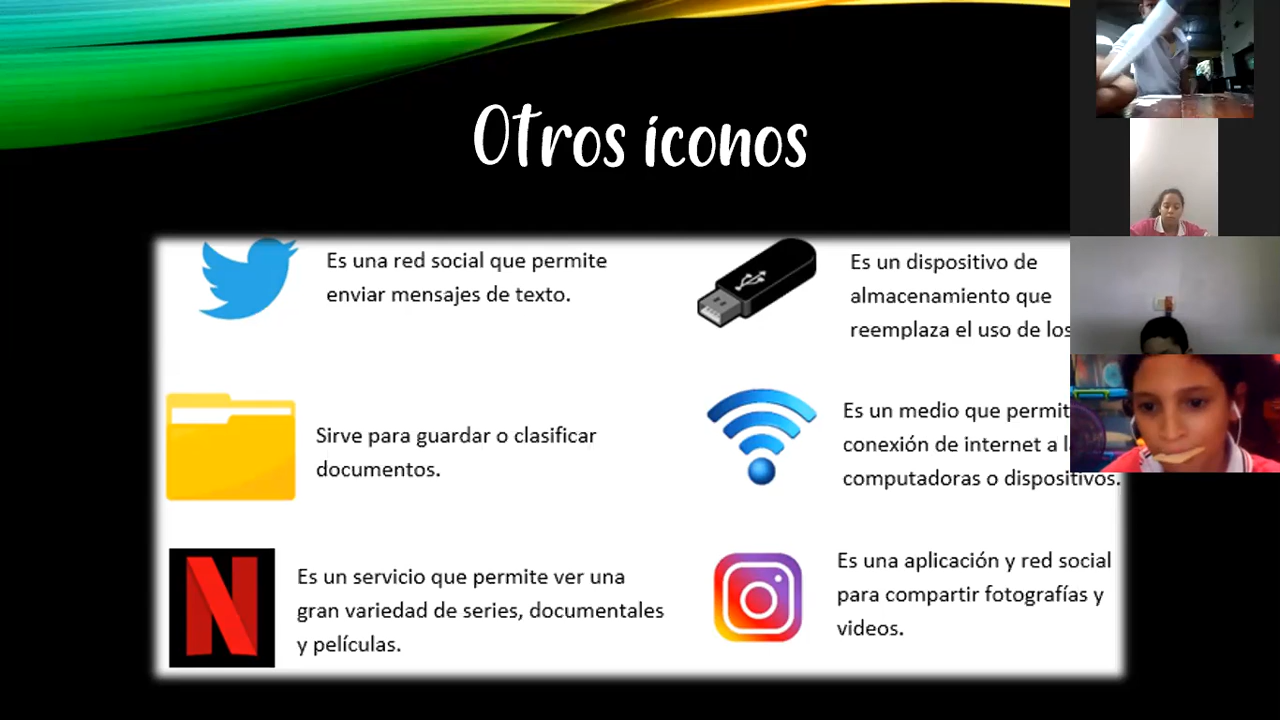 Otros íconos
Es una red social que permite
enviar mensajes de texto.
Es un dispositivo de
almacenamiento que
reemplaza el uso de los
Sirve para guardar o clasificar
documentos.
Es un medio que permit
conexión de internet a
computadoras o dispositivos.
Es un servicio que permite ver una
gran variedad de series, documentales
y películas.
Es una aplicación y red social
para compartir fotografías y
videos.